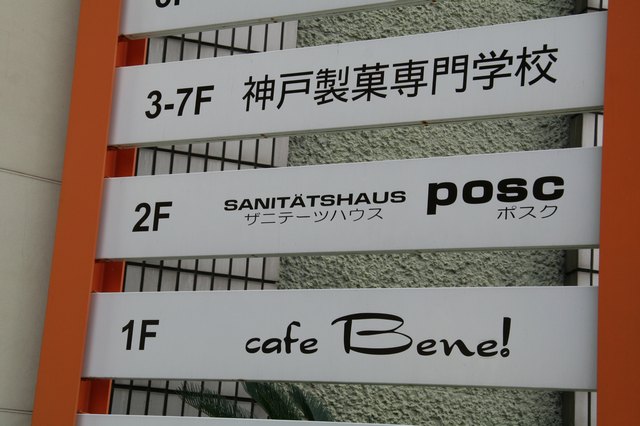 3-7F 神戸製菓専門学校
2F SANITÄTSHAUS posc
ザニテーツハウス ポスク
1F cafe Bene!